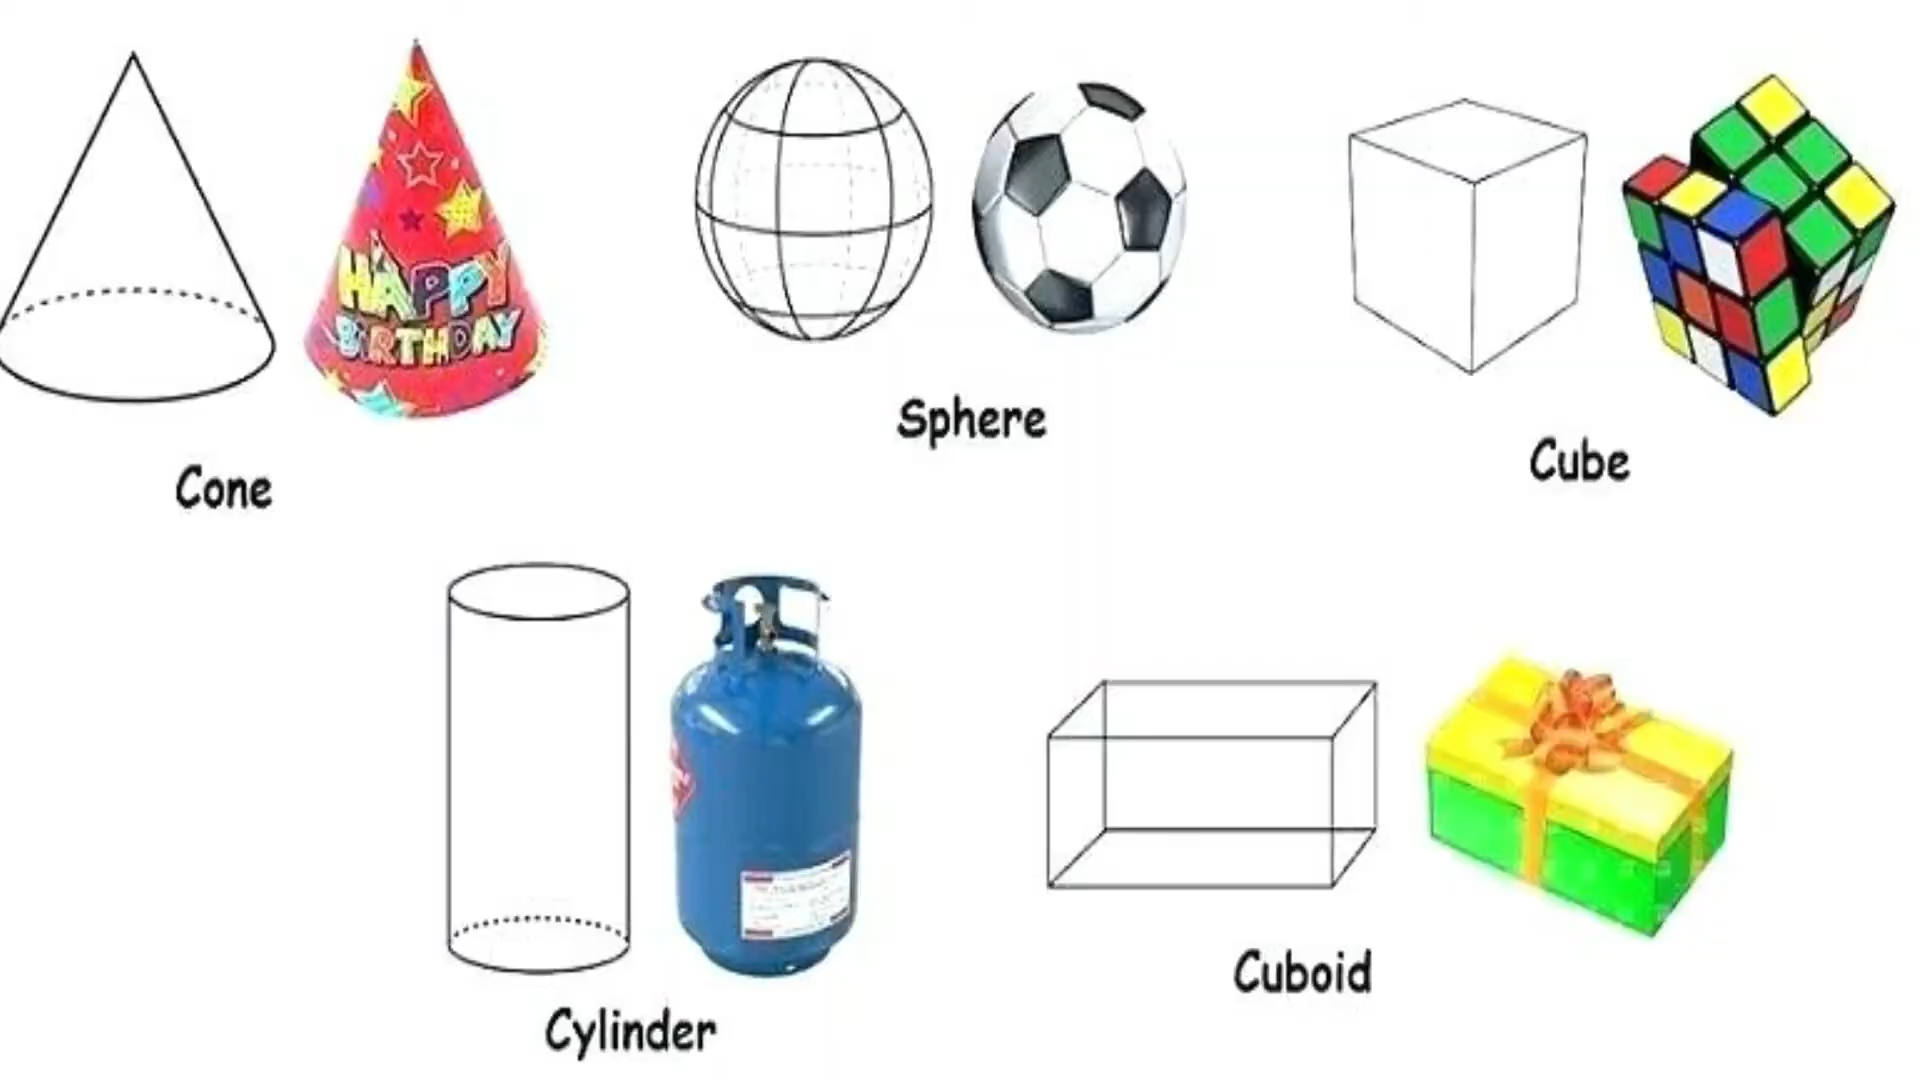 HAPPY
BIRTHDAY
Sphere
Cube
Cone
Cuboid
Cylinder